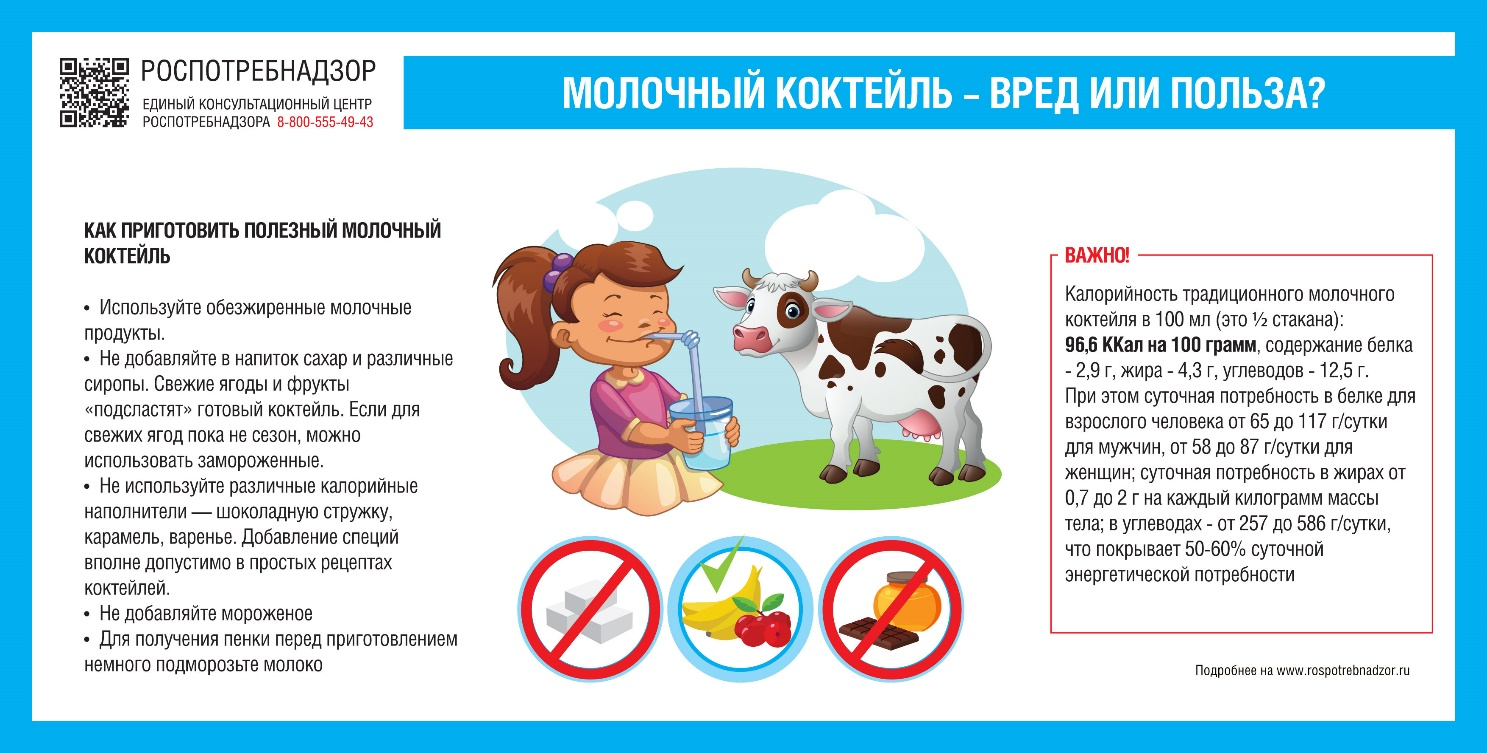 РОСПОТРЕБНАДЗОР
ЕДИНЫЙ КОНСУЛЬТАЦИОННЫЙ ЦЕНТР
РОСПОТРЕБНАДЗОРА 8-800-555-49-43
МОЛОЧНЫЙ КОКТЕЙЛЬ – ВРЕД ИЛИ ПОЛЬЗА?
КАК ПРИГОТОВИТЬ ПОЛЕЗНЫЙ МОЛОЧНЫЙ
КОКТЕЙЛЬ
• Используйте обезжиренные молочные
продукты.
• Не добавляйте в напиток сахар и различные
сиропы. Свежие ягоды и фрукты
«подсластят» готовый коктейль. Если для
свежих ягод пока не сезон, можно
использовать замороженные.
• Не используйте различные калорийные
наполнители — шоколадную стружку,
карамель, варенье. Добавление специй
вполне допустимо в простых рецептах
коктейлей.
• Не добавляйте мороженое
• Для получения пенки перед приготовлением
немного подморозьте молоко
ВАЖНО!
Калорийность традиционного молочного
коктейля в 100 мл (это ½ стакана):
96,6 ККал на 100 грамм, содержание белка
- 2,9 г, жира - 4,3 г, углеводов - 12,5 г.
При этом суточная потребность в белке для
взрослого человека от 65 до 117 г/сутки
для мужчин, от 58 до 87 г/сутки для
женщин; суточная потребность в жирах от
0,7 до 2 г на каждый килограмм массы
тела; в углеводах - от 257 до 586 г/сутки,
что покрывает 50-60% суточной
энергетической потребности
Подробнее на www.rospotrebnadzor.ru